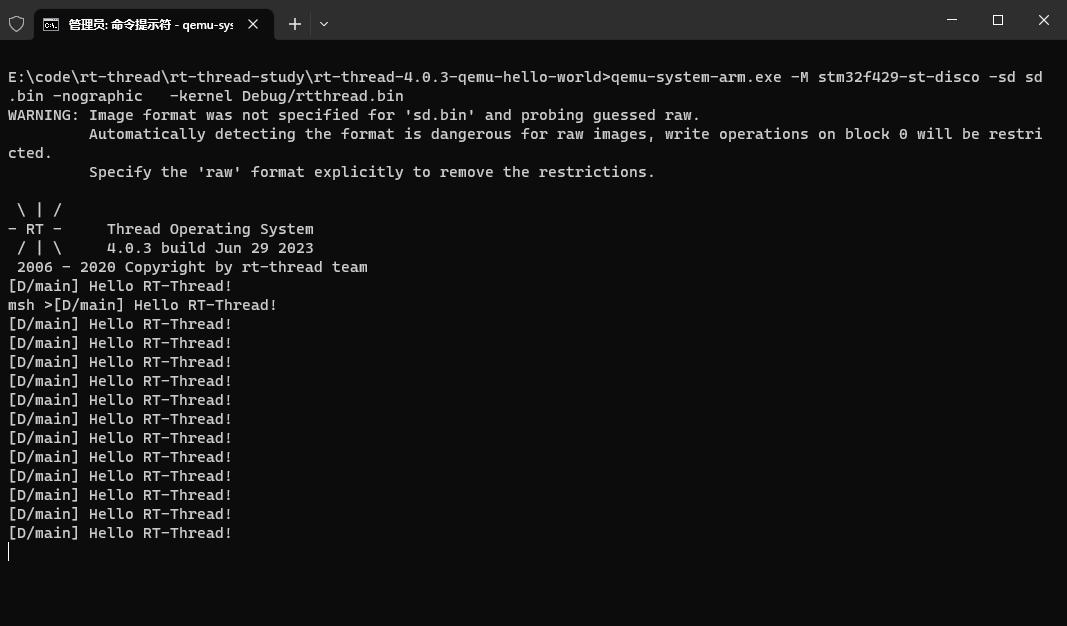 管理员: 命令提示符 - qemu-sys
E:\code\rt-thread\rt-thread-study\rt-thread-4.0.3-qemu-hello-world>qemu-system-arm.exe -M stm32f429-st-disco -sd sd
.bin -nographic   -kernel Debug/rtthread.bin
WARNING: Image format was not specified for 'sd.bin' and probing guessed raw.
         Automatically detecting the format is dangerous for raw images, write operations on block 0 will be restri
cted.
         Specify the 'raw' format explicitly to remove the restrictions.
 \ | /
- RT -     Thread Operating System
 / | \     4.0.3 build Jun 29 2023
 2006 - 2020 Copyright by rt-thread team
[D/main] Hello RT-Thread!
msh >[D/main] Hello RT-Thread!
[D/main] Hello RT-Thread!
[D/main] Hello RT-Thread!
[D/main] Hello RT-Thread!
[D/main] Hello RT-Thread!
[D/main] Hello RT-Thread!
[D/main] Hello RT-Thread!
[D/main] Hello RT-Thread!
[D/main] Hello RT-Thread!
[D/main] Hello RT-Thread!
[D/main] Hello RT-Thread!
[D/main] Hello RT-Thread!
[D/main] Hello RT-Thread!